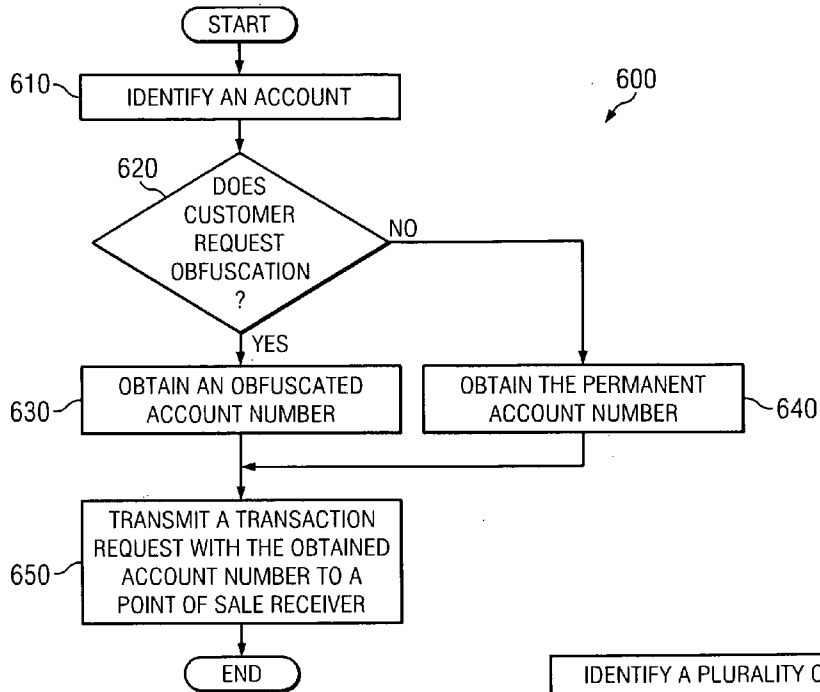 START
610
IDENTIFY AN ACCOUNT
600
620
DOES
CUSTOMER
REQUEST
OBFUSCATION
?
NO
YES
630
OBTAIN AN OBFUSCATED
ACCOUNT NUMBER
OBTAIN THE PERMANENT
ACCOUNT NUMBER
640
650
TRANSMIT A TRANSACTION
REQUEST WITH THE OBTAINED
ACCOUNT NUMBER TO A
POINT OF SALE RECEIVER
END
IDENTIFY A PLURALITY